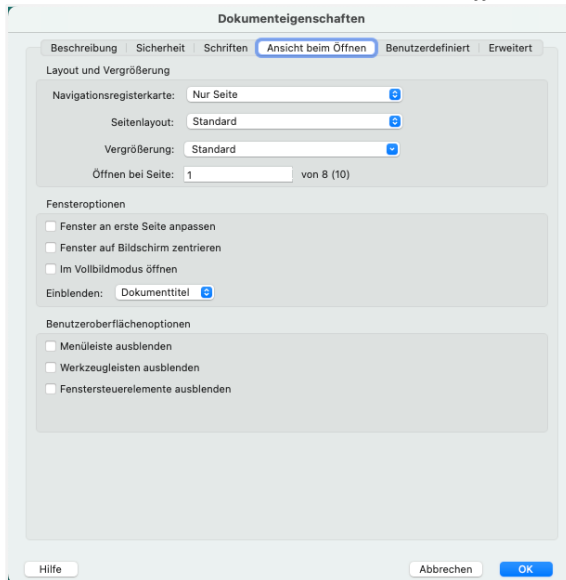 Dokumenteigenschaften
Beschreibung Sicherheit Schriften Ansicht beim Öffnen Benutzerdefiniert Erweitert
Layout und Vergrößerung
Navigationsregisterkarte: Nur Seite
Seitenlayout: Standard
Vergrößerung: Standard
Öffnen bei Seite: 1 von 8 (10)
Fensteroptionen
Fenster an erste Seite anpassen
Fenster auf Bildschirm zentrieren
Im Vollbildmodus öffnen
Einblenden: Dokumenttitel
Benutzeroberflächenoptionen
Menüleiste ausblenden
Werkzeugleisten ausblenden
Fenstersteuerelemente ausblenden
Hilfe Abbrechen OK